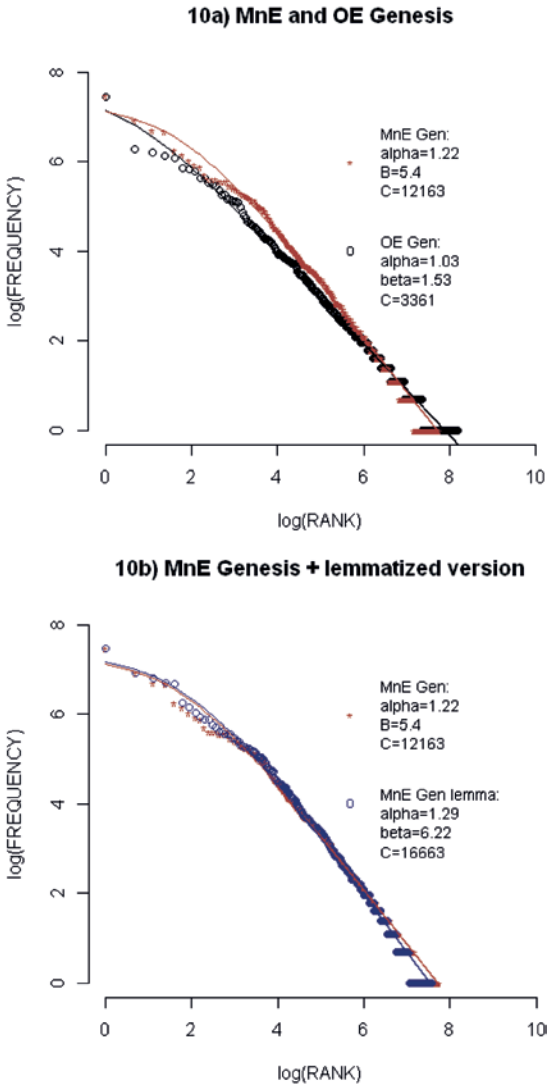 10a) MnE and OE Genesis
log(FREQUENCY)
8
6
4
2
0
* MnE Gen:
alpha=1.22
B=5.4
C=12163
o OE Gen:
alpha=1.03
beta=1.53
C=3361
0 2 4 6 8 10
log(RANK)
10b) MnE Genesis + lemmatized version
log(FREQUENCY)
8
6
4
2
0
* MnE Gen:
alpha=1.22
B=5.4
C=12163
o MnE Gen lemma:
alpha=1.29
beta=6.22
C=16663
0 2 4 6 8 10
log(RANK)